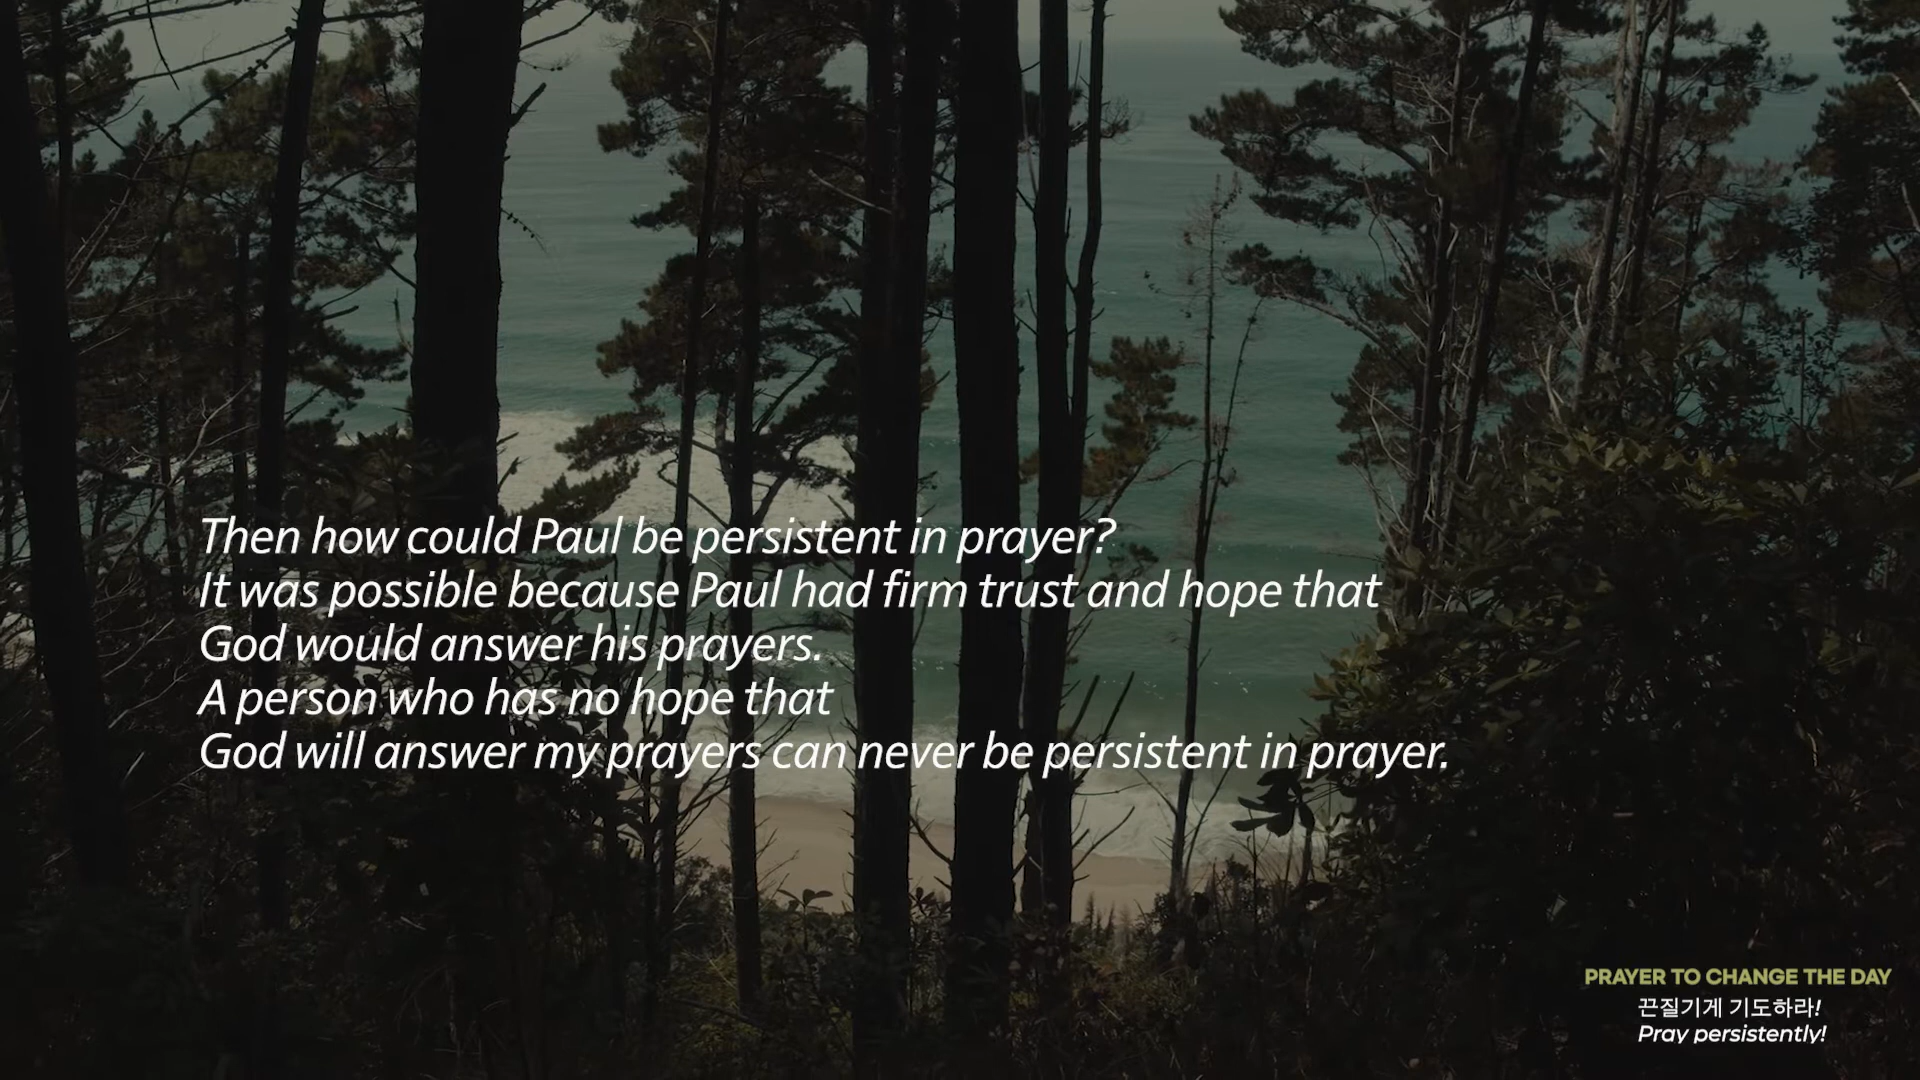 Then how could Paul be persistent in prayer?
It was possible because Paul had firm trust and hope that
God would answer his prayers.
A person who has no hope that
God will answer my prayers can never be persistent in prayer.
PRAYER TO CHANGE THE DAY
끈질기게 기도하라!
Pray persistently!